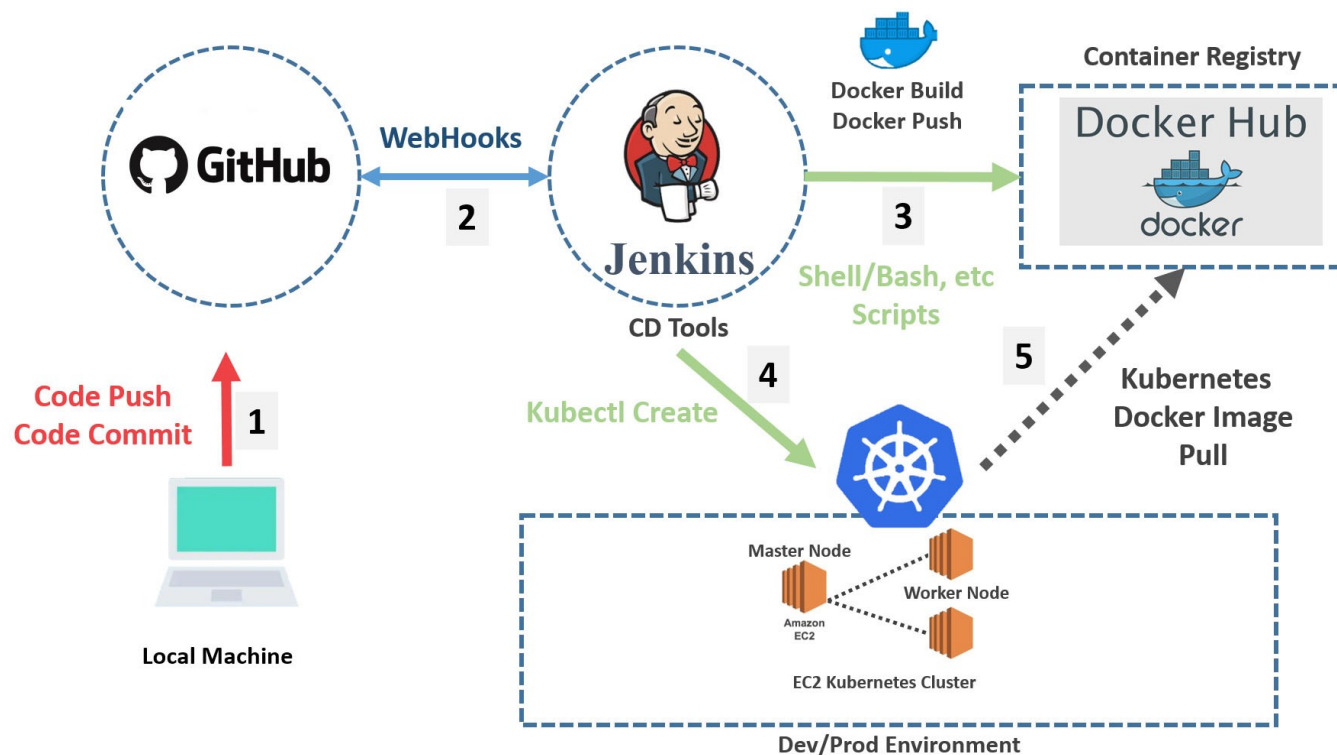 Docker Build
Docker Push
Container Registry
Docker Hub
docker
GitHub
WebHooks
2
Jenkins
CD Tools
3
Shell/Bash, etc
Scripts
Code Push
Code Commit
1
Kubectl Create
4
5
Kubernetes
Docker Image
Pull
Local Machine
Master Node
Amazon
EC2
Worker Node
EC2 Kubernetes Cluster
Dev/Prod Environment